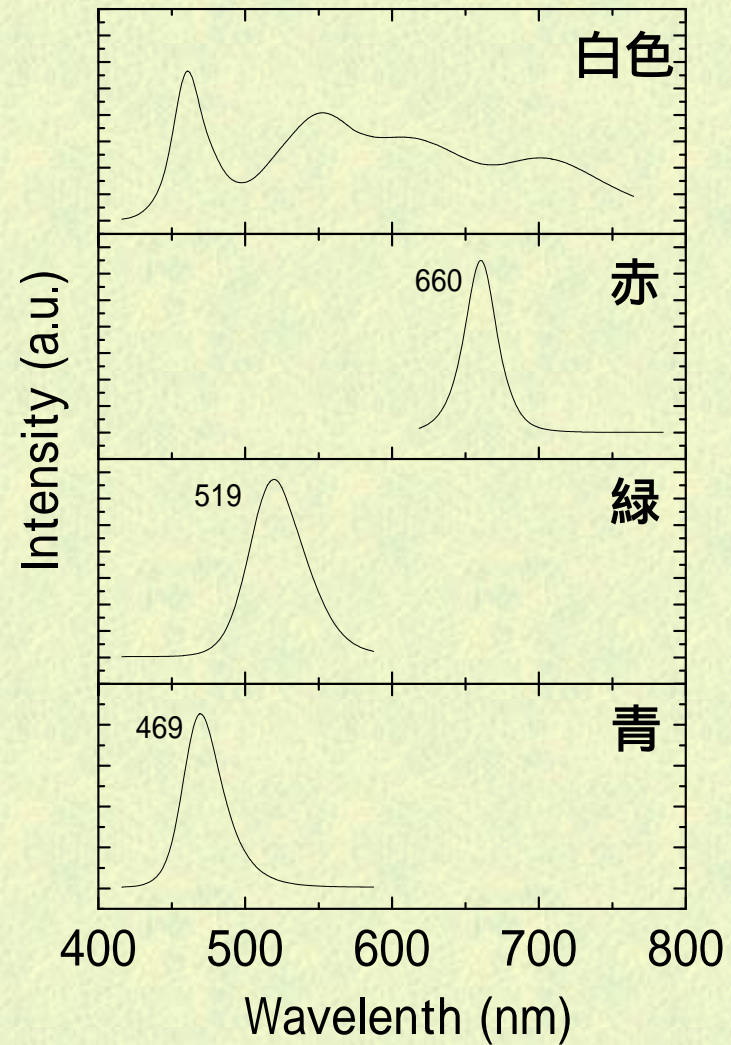 白色
660
赤
519
緑
469
青
Intensity (a.u.)
400 500 600 700 800
Wavelenth (nm)